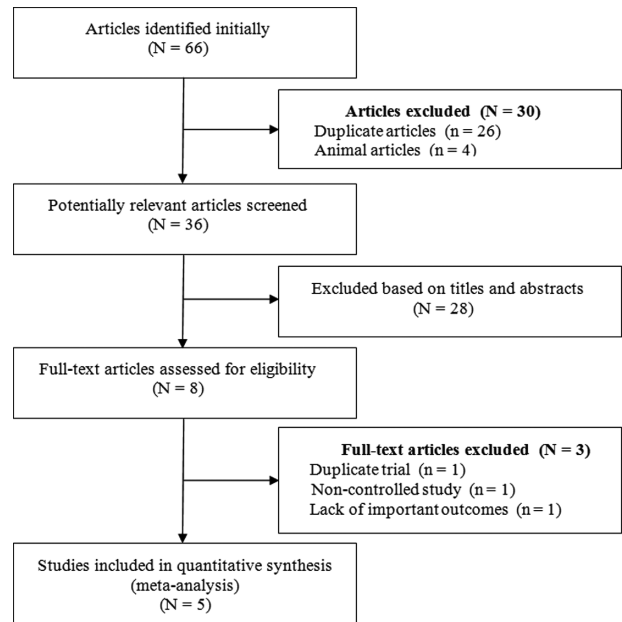 Articles identified initially
(N = 66)
Articles excluded (N = 30)
Duplicate articles (n = 26)
Animal articles (n = 4)
Potentially relevant articles screened
(N = 36)
Excluded based on titles and abstracts
(N = 28)
Full-text articles assessed for eligibility
(N = 8)
Full-text articles excluded (N = 3)
Duplicate trial (n = 1)
Non-controlled study (n = 1)
Lack of important outcomes (n = 1)
Studies included in quantitative synthesis
(meta-analysis)
(N = 5)